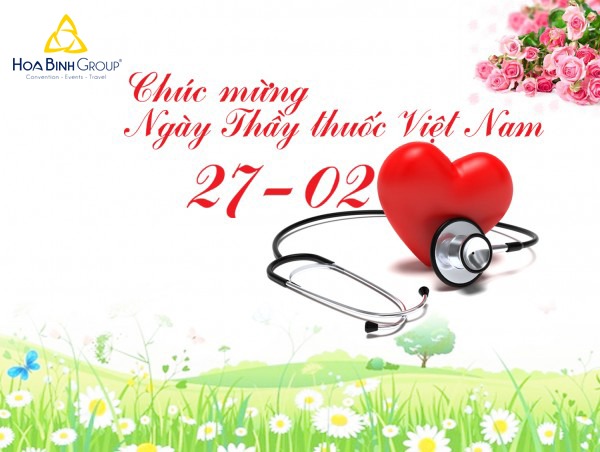 HOA BINH GROUP®
Convention - Events - Travel
Chúc mừng
Ngày Thầy thuốc Việt Nam
27-02